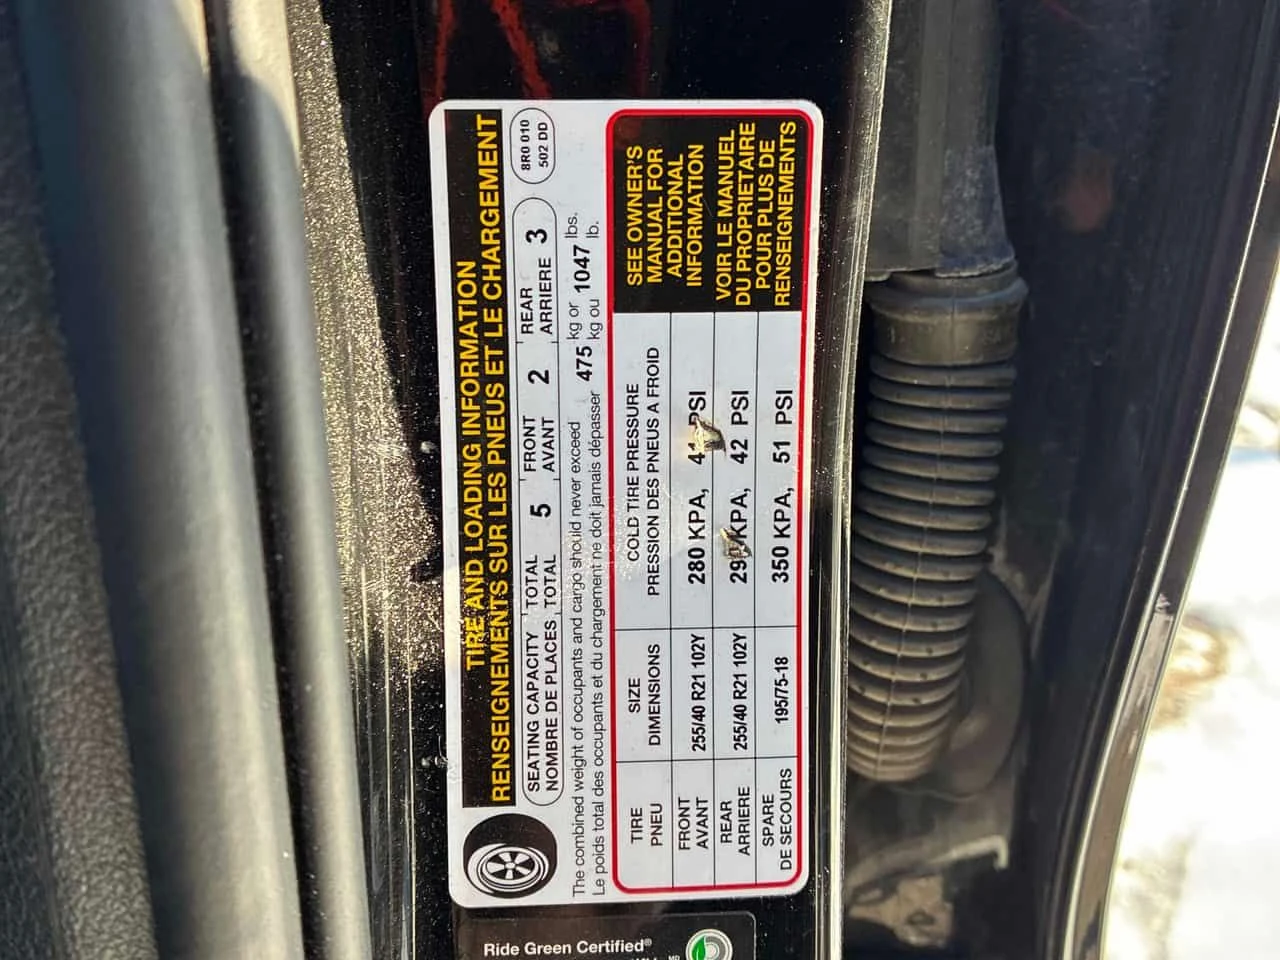 TIRE AND LOADING INFORMATION
RENSEIGNEMENTS SUR LES PNEUS ET LE CHARGEMENT
SEATING CAPACITY TOTAL 5 FRONT 2 REAR 3
NOMBRE DE PLACES TOTAL AVANT ARRIERE
8R0 010
502 DD
The combined weight of occupants and cargo should never exceed 475 kg or 1047 lbs.
Le poids total des occupants et du chargement ne doit jamais dépasser kg ou lb.
TIRE SIZE COLD TIRE PRESSURE
PNEU DIMENSIONS PRESSION DES PNEUS A FROID
FRONT
AVANT 255/40 R21 102Y 280 KPA, PSI
REAR
ARRIERE 255/40 R21 102Y KPA, 42 PSI
SPARE
DE SECOURS 195/75-18 350 KPA, 51 PSI
SEE OWNER'S
MANUAL FOR
ADDITIONAL
INFORMATION
VOIR LE MANUEL
DU PROPRIETAIRE
POUR PLUS DE
RENSEIGNEMENTS
Ride Green Certified®
MD